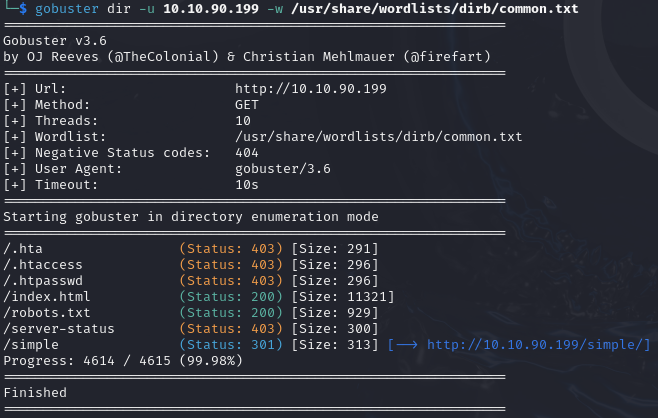 └─$ gobuster dir -u 10.10.90.199 -w /usr/share/wordlists/dirb/common.txt
===============================================================
Gobuster v3.6
by OJ Reeves (@TheColonial) & Christian Mehlmauer (@firefart)
===============================================================
[+] Url:                     http://10.10.90.199
[+] Method:                  GET
[+] Threads:                 10
[+] Wordlist:                /usr/share/wordlists/dirb/common.txt
[+] Negative Status codes:   404
[+] User Agent:              gobuster/3.6
[+] Timeout:                 10s
===============================================================
Starting gobuster in directory enumeration mode
===============================================================
/.hta                 (Status: 403) [Size: 291]
/.htaccess            (Status: 403) [Size: 296]
/.htpasswd            (Status: 403) [Size: 296]
/index.html           (Status: 200) [Size: 11321]
/robots.txt           (Status: 200) [Size: 929]
/server-status        (Status: 403) [Size: 300]
/simple               (Status: 301) [Size: 313] [--> http://10.10.90.199/simple/]
Progress: 4614 / 4615 (99.98%)
===============================================================
Finished
===============================================================